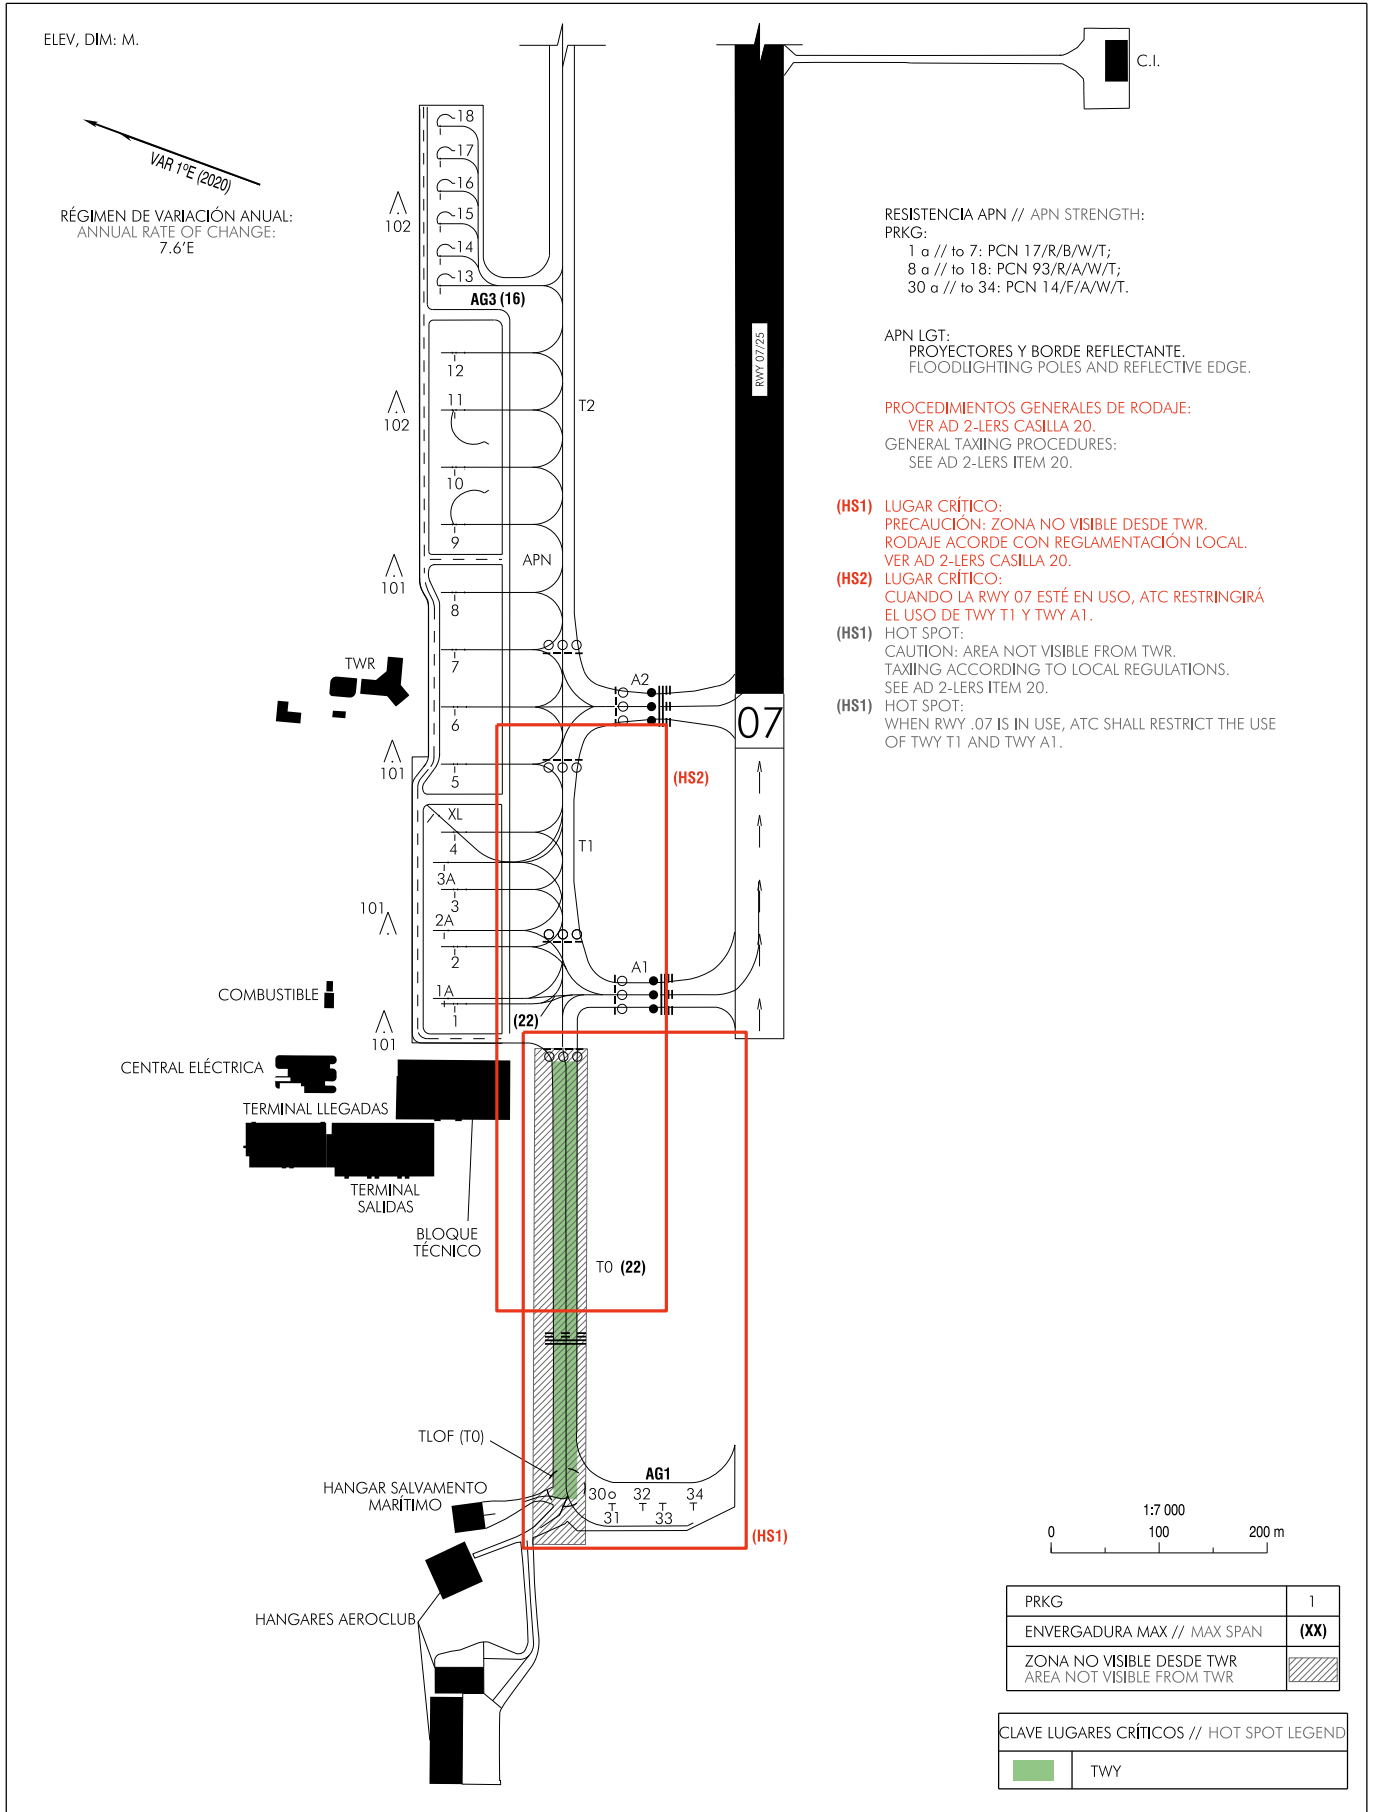 ELEV, DIM: M.
VAR 1ºE (2020)
RÉGIMEN DE VARIACIÓN ANUAL:
ANNUAL RATE OF CHANGE:
7.6'E
C.I.
18
17
16
15
14
13
102
AG3 (16)
12
11
102
10
9
T2
APN
101
8
7
TWR
A2
6
07
RWY 07/25
101
5
(HS2)
XL
4
T1
3A
3
101
2A
2
A1
COMBUSTIBLE
1A
1
(22)
101
CENTRAL ELÉCTRICA
TERMINAL LLEGADAS
TERMINAL
SALIDAS
BLOQUE
TÉCNICO
T0 (22)
TLOF (T0)
HANGAR SALVAMENTO
MARÍTIMO
AG1
30
32
34
31
33
(HS1)
HANGARES AEROCLUB
RESISTENCIA APN // APN STRENGTH:
PRKG:
1 a // to 7: PCN 17/R/B/W/T;
8 a // to 18: PCN 93/R/A/W/T;
30 a // to 34: PCN 14/F/A/W/T.
APN LGT:
PROYECTORES Y BORDE REFLECTANTE.
FLOODLIGHTING POLES AND REFLECTIVE EDGE.
PROCEDIMIENTOS GENERALES DE RODAJE:
VER AD 2-LERS CASILLA 20.
GENERAL TAXIING PROCEDURES:
SEE AD 2-LERS ITEM 20.
(HS1) LUGAR CRÍTICO:
PRECAUCIÓN: ZONA NO VISIBLE DESDE TWR.
RODAJE ACORDE CON REGLAMENTACIÓN LOCAL.
VER AD 2-LERS CASILLA 20.
(HS2) LUGAR CRÍTICO:
CUANDO LA RWY 07 ESTÉ EN USO, ATC RESTRINGIRÁ
EL USO DE TWY T1 Y TWY A1.
(HS1) HOT SPOT:
CAUTION: AREA NOT VISIBLE FROM TWR.
TAXIING ACCORDING TO LOCAL REGULATIONS.
SEE AD 2-LERS ITEM 20.
(HS1) HOT SPOT:
WHEN RWY .07 IS IN USE, ATC SHALL RESTRICT THE USE
OF TWY T1 AND TWY A1.
1:7 000
0 100 200 m
PRKG 1
ENVERGADURA MAX // MAX SPAN (XX)
ZONA NO VISIBLE DESDE TWR
AREA NOT VISIBLE FROM TWR
CLAVE LUGARES CRÍTICOS // HOT SPOT LEGEND
TWY